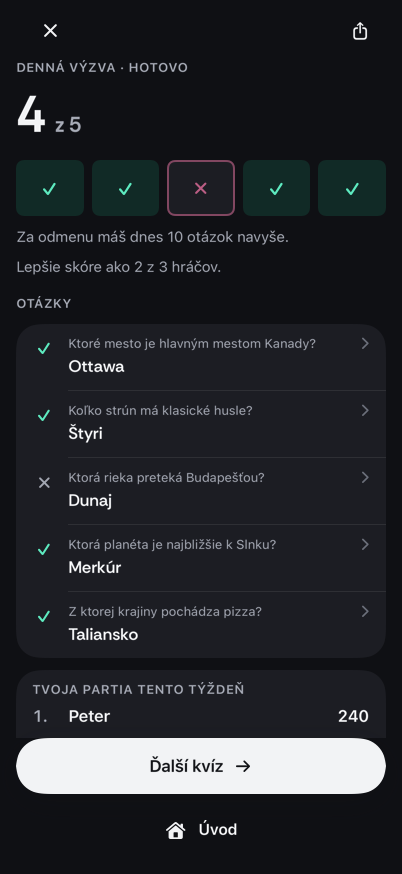 DENNÁ VÝZVA · HOTOVO
4 z 5
Za odmenu máš dnes 10 otázok navyše.
Lepšie skóre ako 2 z 3 hráčov.
OTÁZKY
Ktoré mesto je hlavným mestom Kanady?
Ottawa
Koľko strún má klasické husle?
Štyri
Ktorá rieka preteká Budapešťou?
Dunaj
Ktorá planéta je najbližšie k Slnku?
Merkúr
Z ktorej krajiny pochádza pizza?
Taliansko
TVOJA PARTIA TENTO TÝŽDEŇ
1. Peter 240
Ďalší kvíz →
Úvod